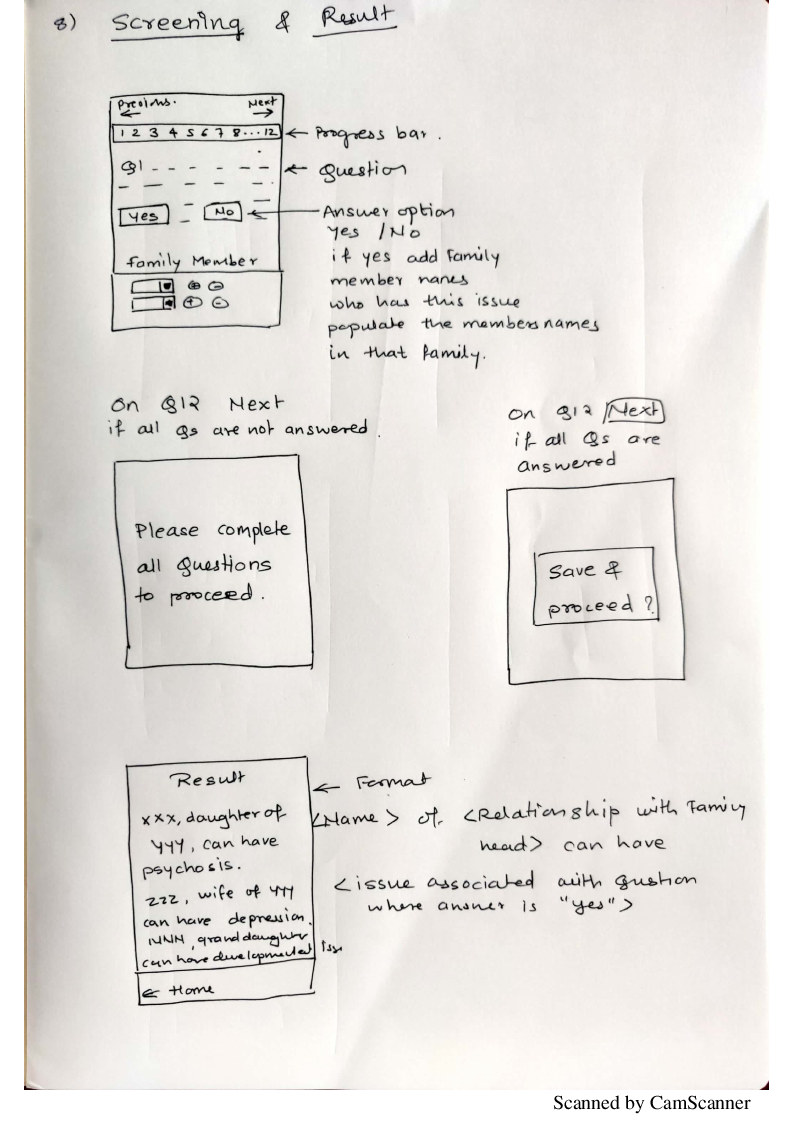 8) Screening & Result
Previous. Next
1 2 3 4 5 6 7 8...12
Progress bar.
Q1
Question
Yes No
Answer option
Yes / No
if yes add family
member names
who has this issue
populate the members names
in that family.
Family Member
On Q12 Next
if all Qs are not answered.
Please complete
all Questions
to proceed.
On Q12 /Next
if all Qs are
answered
Save &
proceed ?
Result
xxx, daughter of
YYY, can have
psychosis.
zzz, wife of YYY
can have depression.
NNN, grand daughter
can have developmental Iss
← Home
← Format
<Name> of <Relationship with Family
head> can have
<issue associated with qustion
where answer is "yes">
Scanned by CamScanner